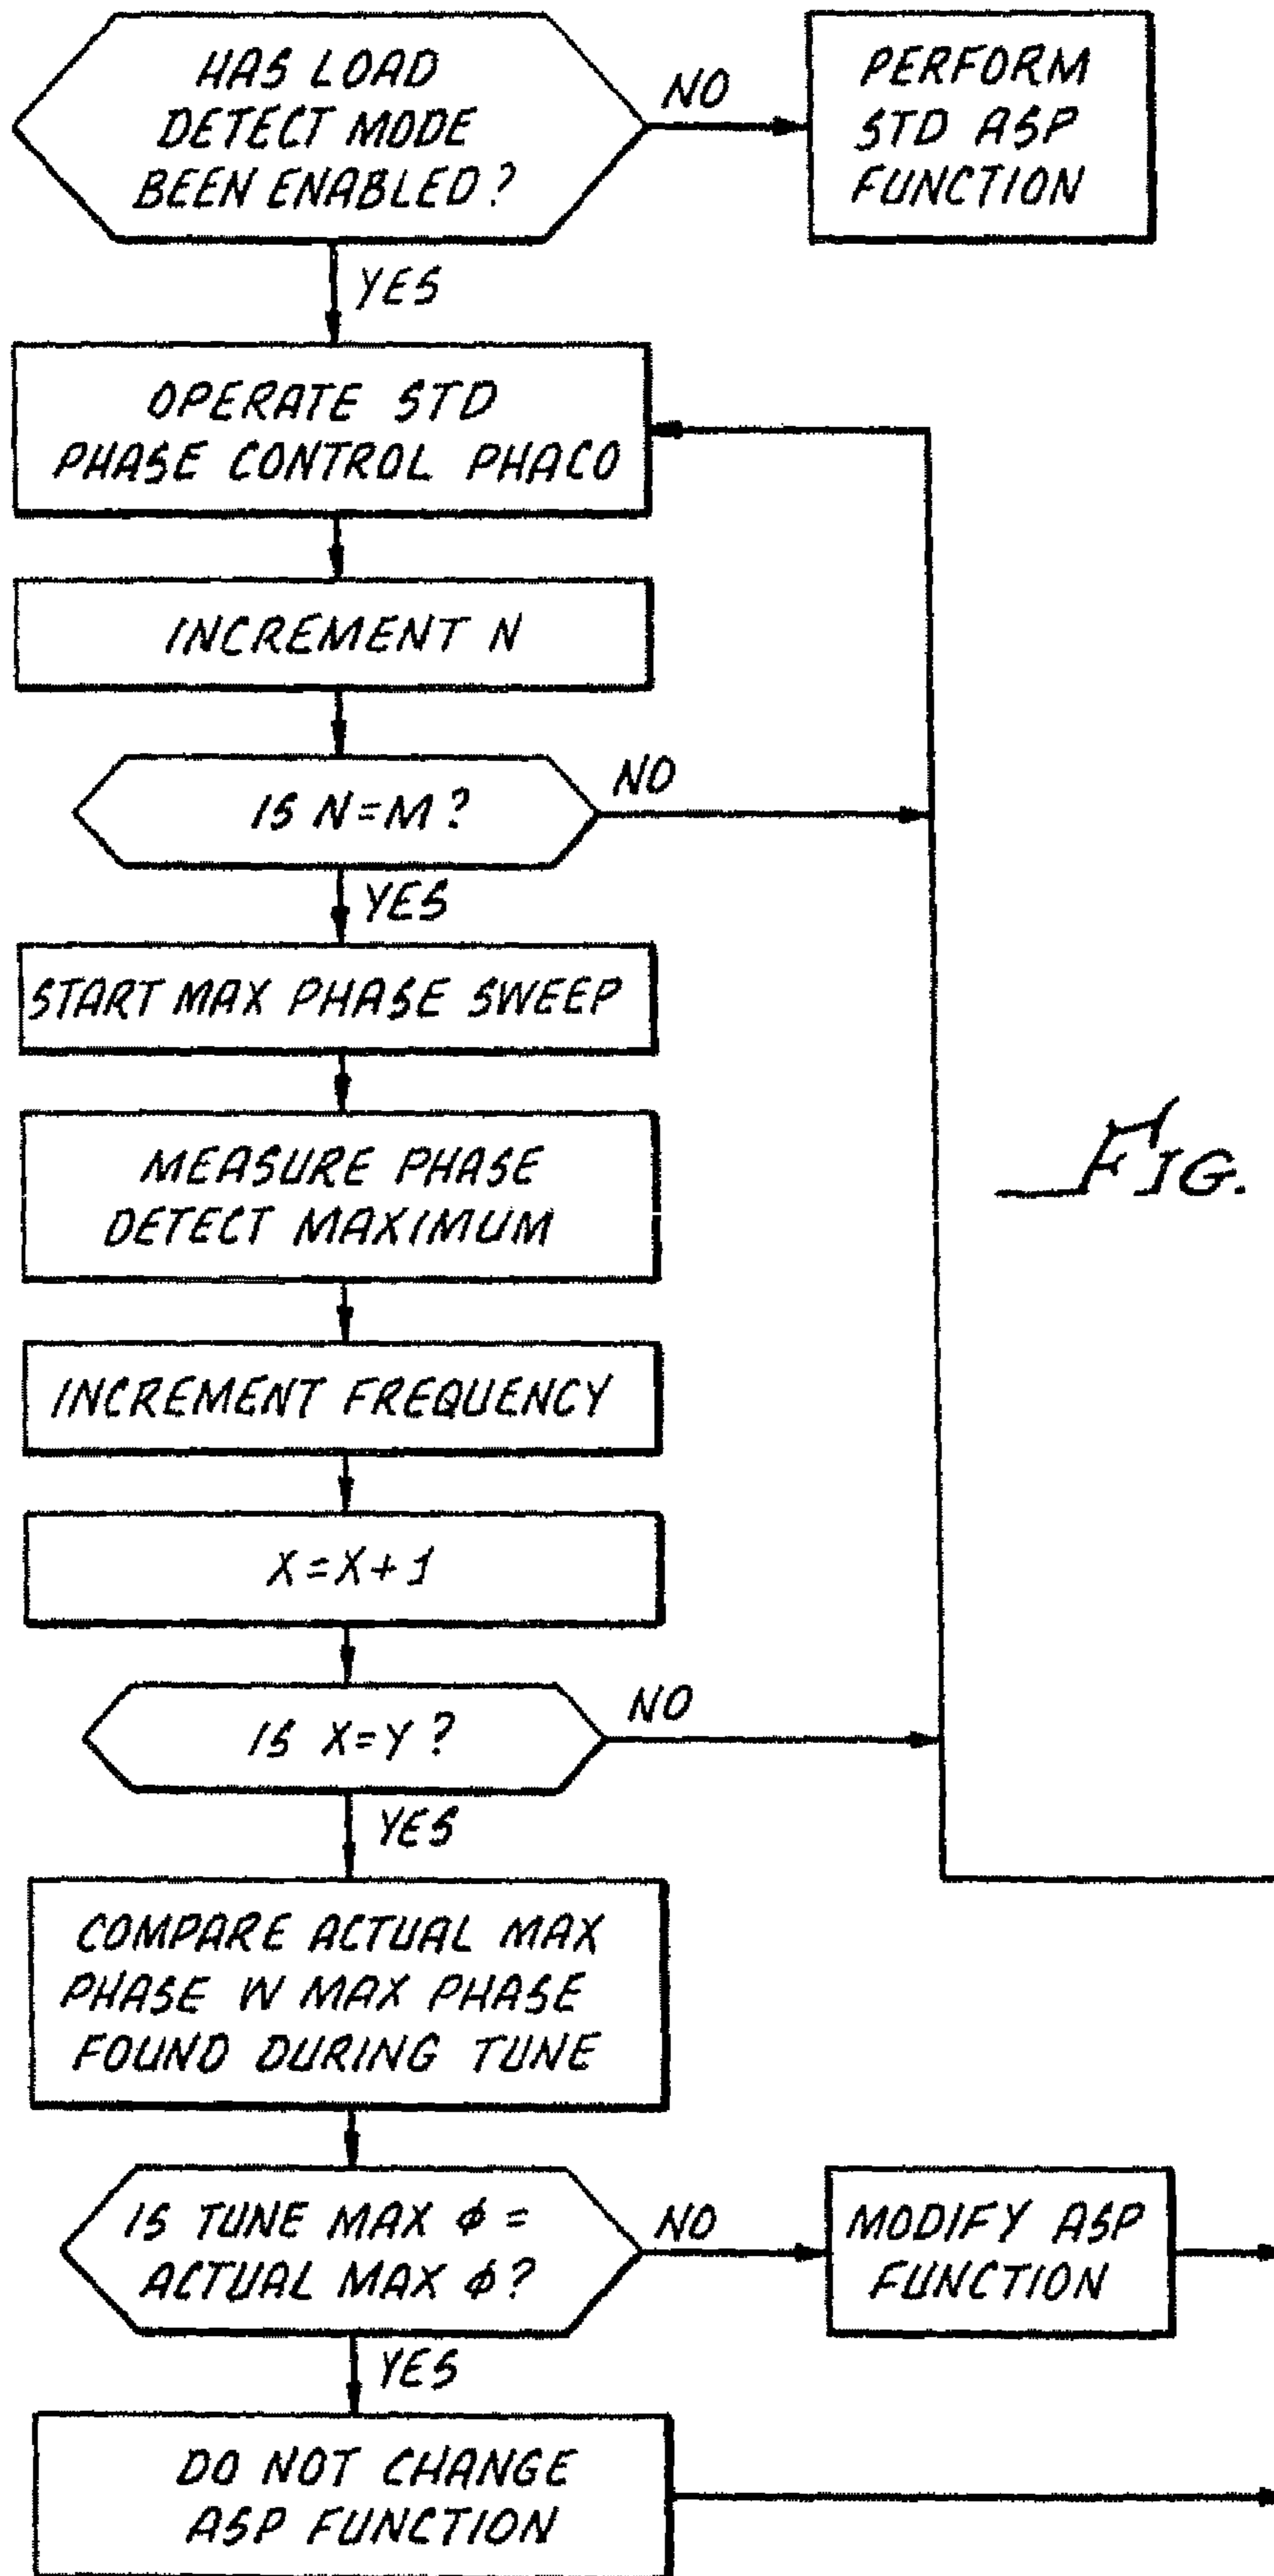 HAS LOAD
DETECT MODE
BEEN ENABLED?
NO
PERFORM
STD ASP
FUNCTION
YES
OPERATE STD
PHASE CONTROL PHACO
INCREMENT N
IS N=M?
NO
YES
START MAX PHASE SWEEP
MEASURE PHASE
DETECT MAXIMUM
FIG.
INCREMENT FREQUENCY
X=X+1
IS X=Y?
NO
YES
COMPARE ACTUAL MAX
PHASE W MAX PHASE
FOUND DURING TUNE
IS TUNE MAX ϕ =
ACTUAL MAX ϕ?
NO
MODIFY ASP
FUNCTION
YES
DO NOT CHANGE
ASP FUNCTION